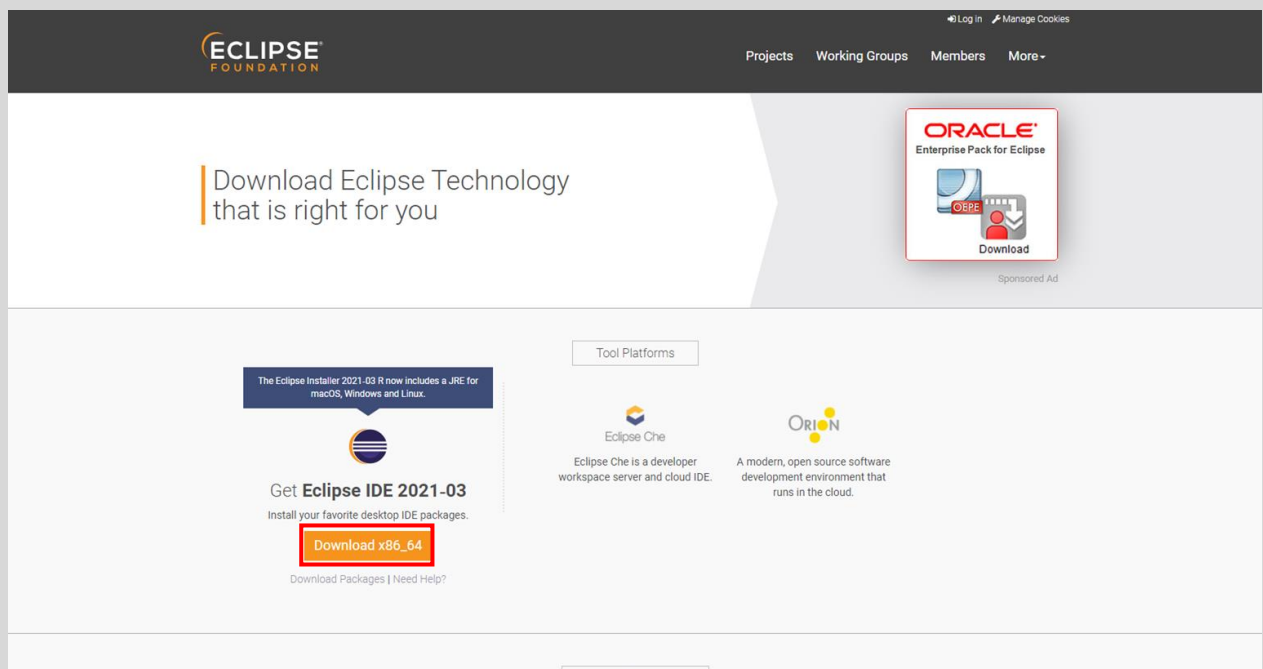 Log in Manage Cookies
ECLIPSE
FOUNDATION
Projects Working Groups Members More
ORACLE
Enterprise Pack for Eclipse
OEPE
Download
Sponsored Ad
Download Eclipse Technology
that is right for you
Tool Platforms
The Eclipse Installer 2021-03 R now includes a JRE for
macOS, Windows and Linux.
Get Eclipse IDE 2021-03
Install your favorite desktop IDE packages.
Download x86_64
Download Packages | Need Help?
Eclipse Che
Eclipse Che is a developer
workspace server and cloud IDE.
ORION
A modern, open source software
development environment that
runs in the cloud.